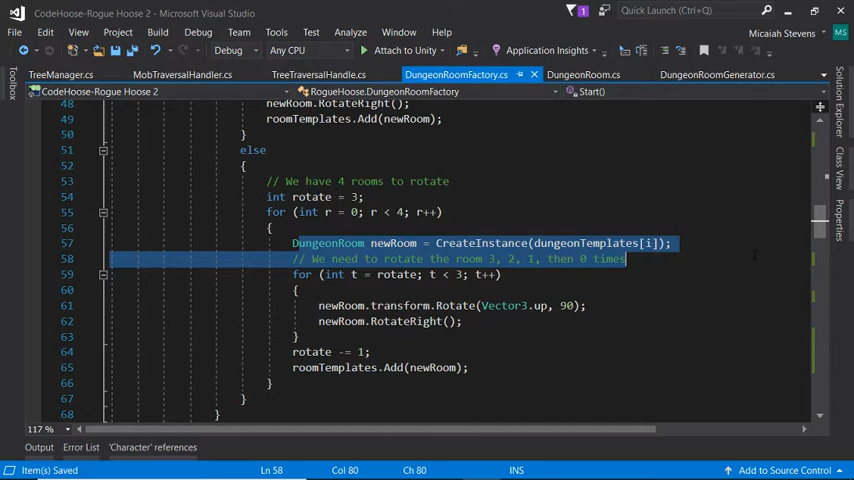 CodeHoose-Rogue Hoose 2 - Microsoft Visual Studio
1
Quick Launch (Ctrl+Q)
File Edit View Project Build Debug Team Tools Test Analyze Window Help
Micaiah Stevens MS
Debug Any CPU Attach to Unity Application Insights
TreeManager.cs MobTraversalHandler.cs TreeTraversalHandle.cs DungeonRoomFactory.cs DungeonRoom.cs DungeonRoomGenerator.cs
CodeHoose-Rogue Hoose 2 RogueHoose.DungeonRoomFactory Start()
Toolbox
Solution Explorer
Class View
Properties
48 newRoom.RotateRight();
49 roomTemplates.Add(newRoom);
50 }
51 else
52 {
53 // We have 4 rooms to rotate
54 int rotate = 3;
55 for (int r = 0; r < 4; r++)
56 {
57 DungeonRoom newRoom = CreateInstance(dungeonTemplates[i]);
58 // We need to rotate the room 3, 2, 1, then 0 times
59 for (int t = rotate; t < 3; t++)
60 {
61 newRoom.transform.Rotate(Vector3.up, 90);
62 newRoom.RotateRight();
63 }
64 rotate -= 1;
65 roomTemplates.Add(newRoom);
66 }
67 }
68 }
117 %
Output Error List 'Character' references
Item(s) Saved Ln 58 Col 80 Ch 80 INS Add to Source Control